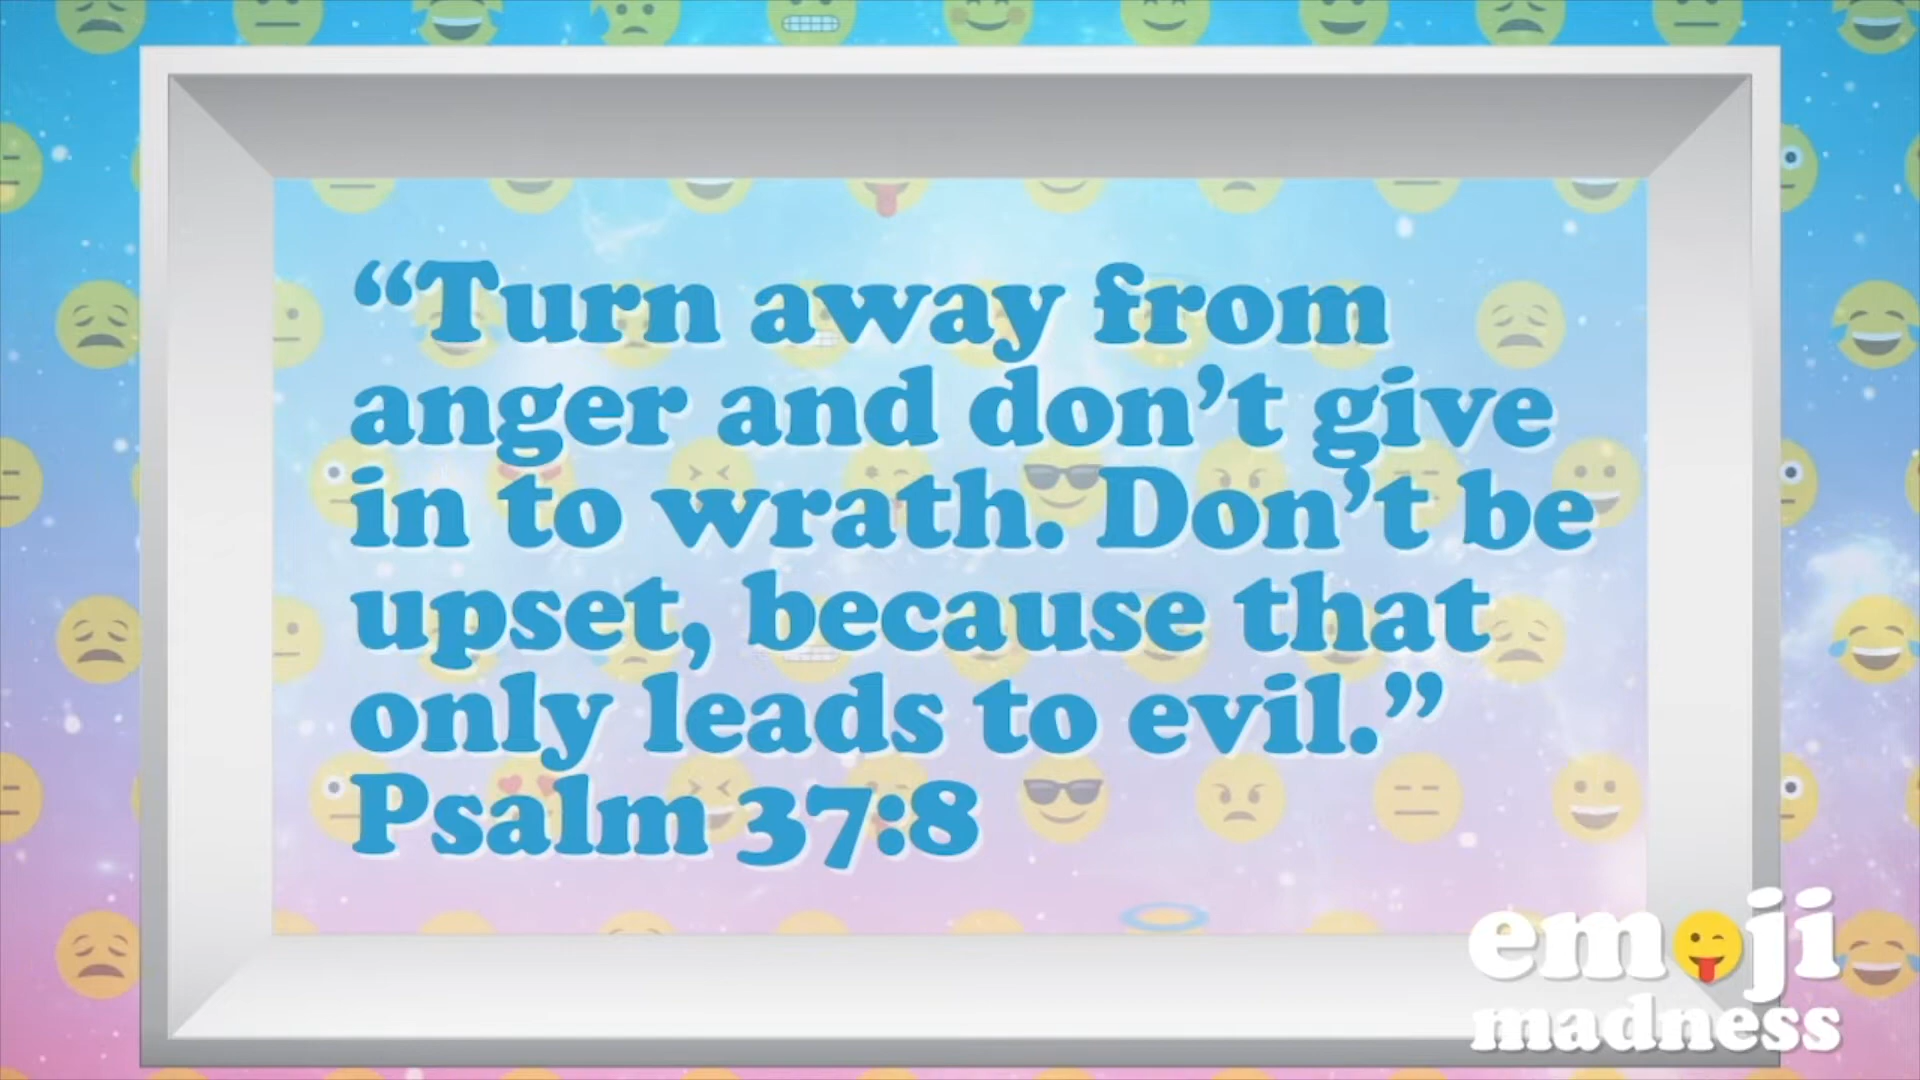 “Turn away from
anger and don’t give
in to wrath. Don’t be
upset, because that
only leads to evil.”
Psalm 37:8
emoji
madness